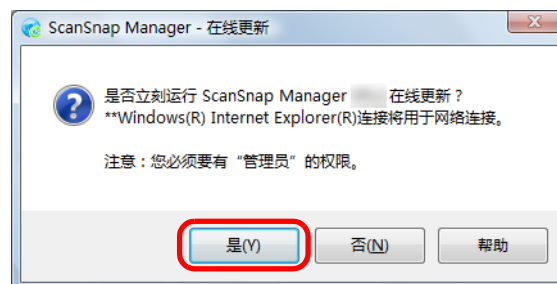 ScanSnap Manager - 在线更新
是否立刻运行 ScanSnap Manager 在线更新？
**Windows(R) Internet Explorer(R)连接将用于网络连接。
注意：您必须要有“管理员”的权限。
是(Y) 否(N) 帮助